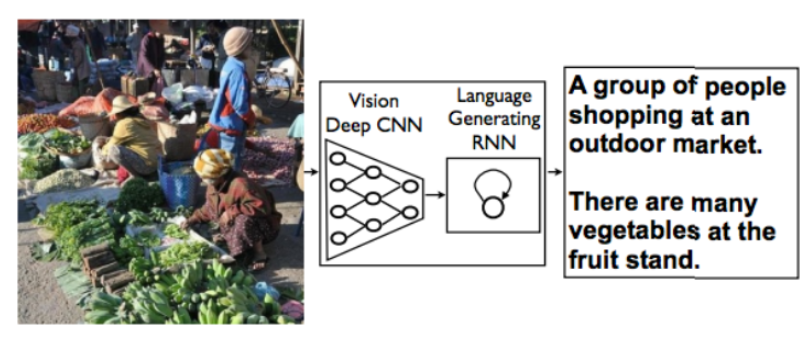 Vision
Deep CNN
Language
Generating
RNN
A group of people
shopping at an
outdoor market.
There are many
vegetables at the
fruit stand.